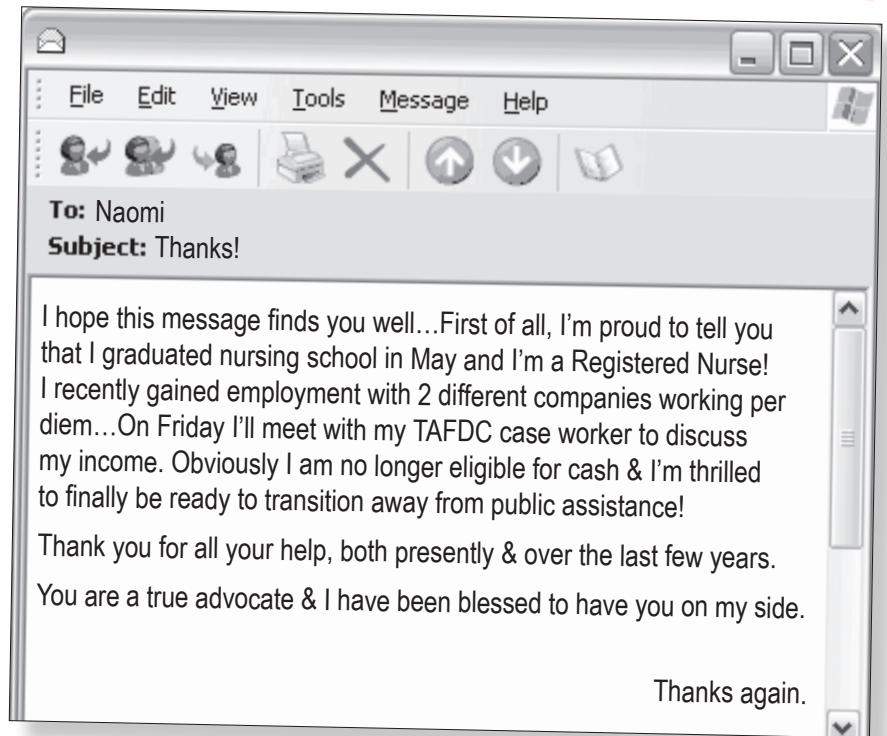 File Edit View Tools Message Help
To: Naomi
Subject: Thanks!
I hope this message finds you well…First of all, I'm proud to tell you
that I graduated nursing school in May and I'm a Registered Nurse!
I recently gained employment with 2 different companies working per
diem…On Friday I'll meet with my TAFDC case worker to discuss
my income. Obviously I am no longer eligible for cash & I'm thrilled
to finally be ready to transition away from public assistance!
Thank you for all your help, both presently & over the last few years.
You are a true advocate & I have been blessed to have you on my side.
Thanks again.